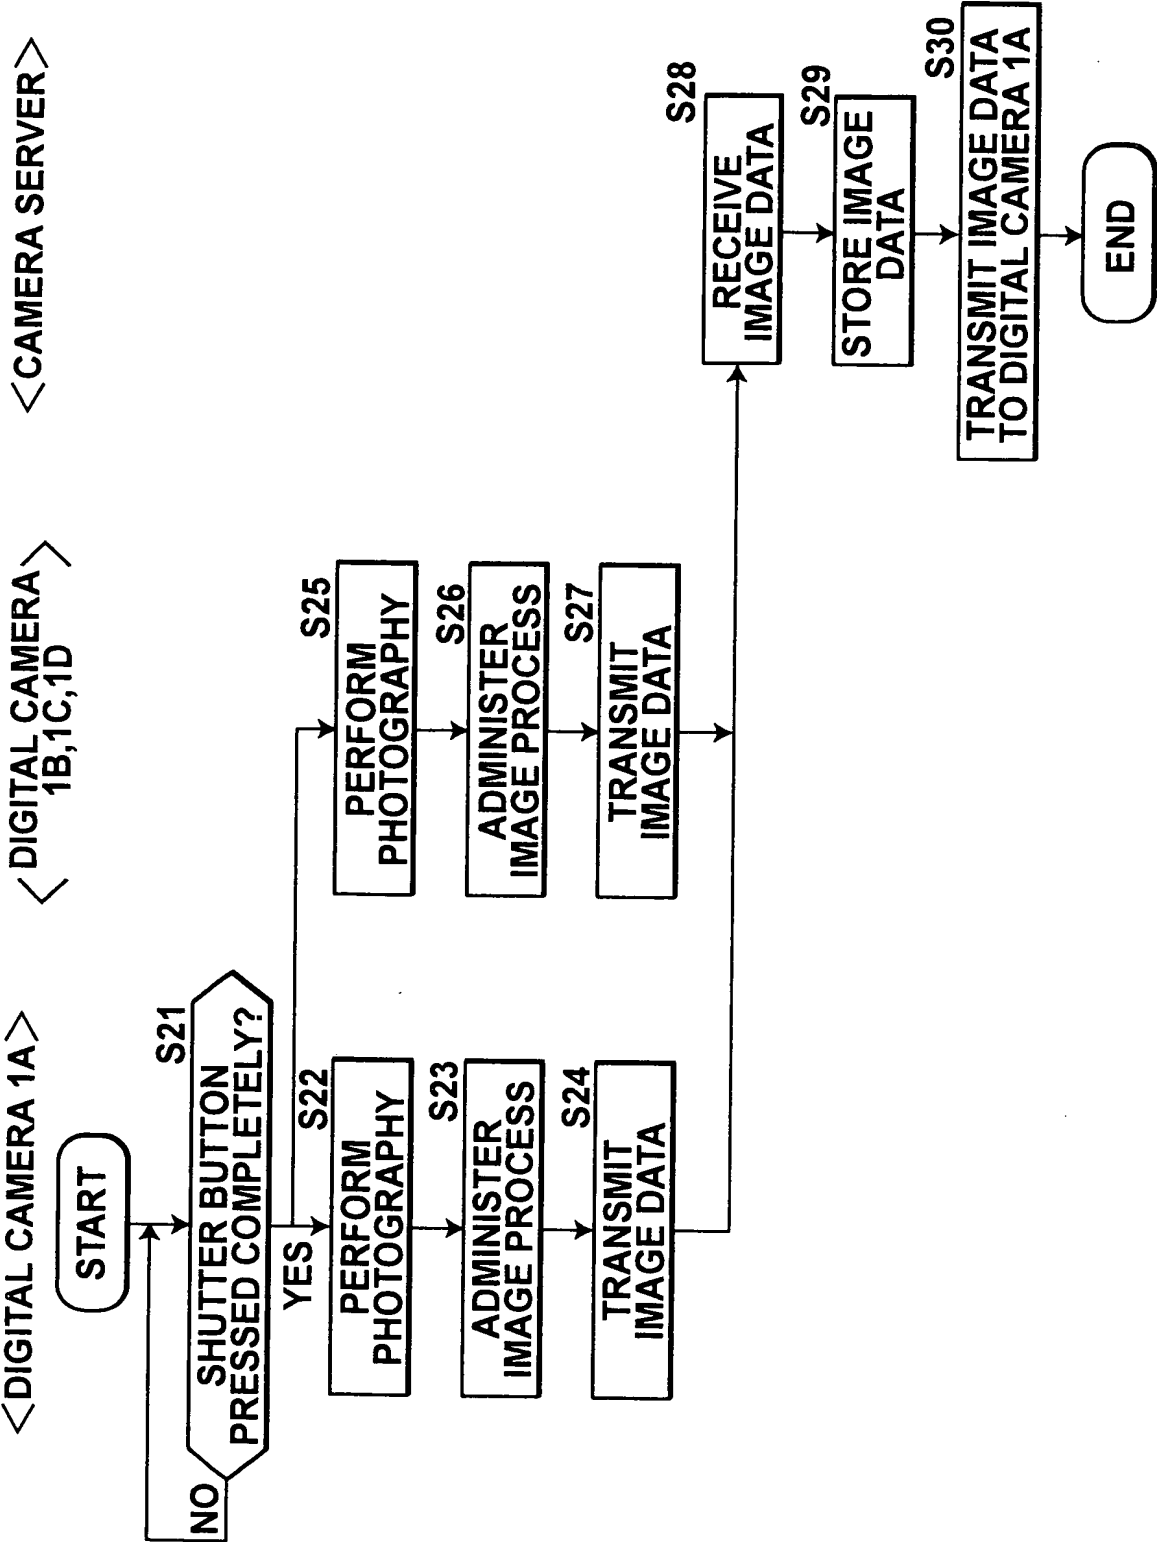 <DIGITAL CAMERA 1A>
START
S21
SHUTTER BUTTON
PRESSED COMPLETELY?
NO
YES
S22
PERFORM
PHOTOGRAPHY
S23
ADMINISTER
IMAGE PROCESS
S24
TRANSMIT
IMAGE DATA
<DIGITAL CAMERA
1B,1C,1D>
S25
PERFORM
PHOTOGRAPHY
S26
ADMINISTER
IMAGE PROCESS
S27
TRANSMIT
IMAGE DATA
<CAMERA SERVER>
S28
RECEIVE
IMAGE DATA
S29
STORE IMAGE
DATA
S30
TRANSMIT IMAGE DATA
TO DIGITAL CAMERA 1A
END